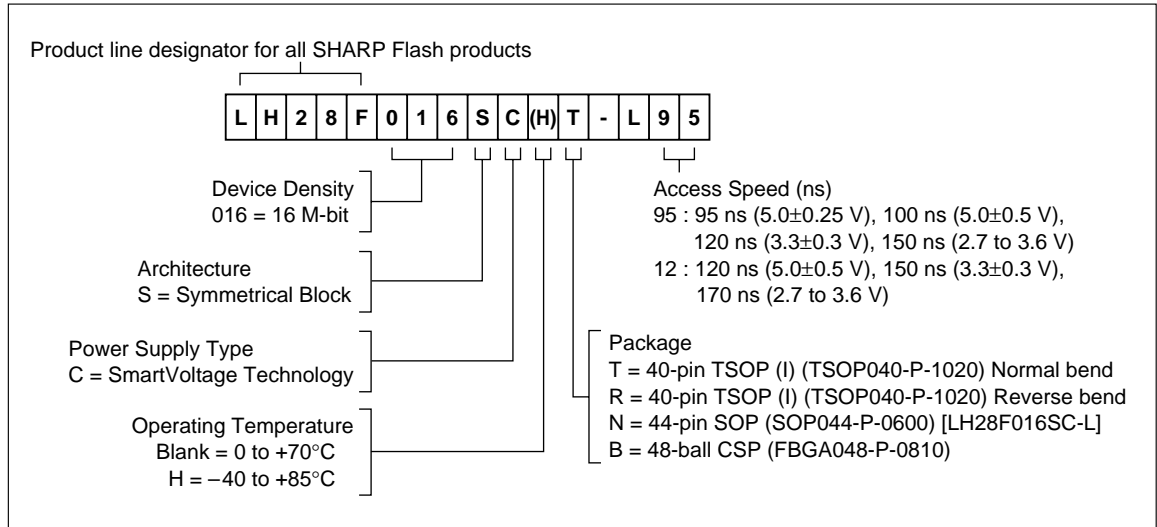 Product line designator for all SHARP Flash products
L H 2 8 F 0 1 6 S C (H) T - L 9 5
Device Density
016 = 16 M-bit
Architecture
S = Symmetrical Block
Power Supply Type
C = SmartVoltage Technology
Operating Temperature
Blank = 0 to +70°C
H = −40 to +85°C
Access Speed (ns)
95 : 95 ns (5.0±0.25 V), 100 ns (5.0±0.5 V),
120 ns (3.3±0.3 V), 150 ns (2.7 to 3.6 V)
12 : 120 ns (5.0±0.5 V), 150 ns (3.3±0.3 V),
170 ns (2.7 to 3.6 V)
Package
T = 40-pin TSOP (I) (TSOP040-P-1020) Normal bend
R = 40-pin TSOP (I) (TSOP040-P-1020) Reverse bend
N = 44-pin SOP (SOP044-P-0600) [LH28F016SC-L]
B = 48-ball CSP (FBGA048-P-0810)